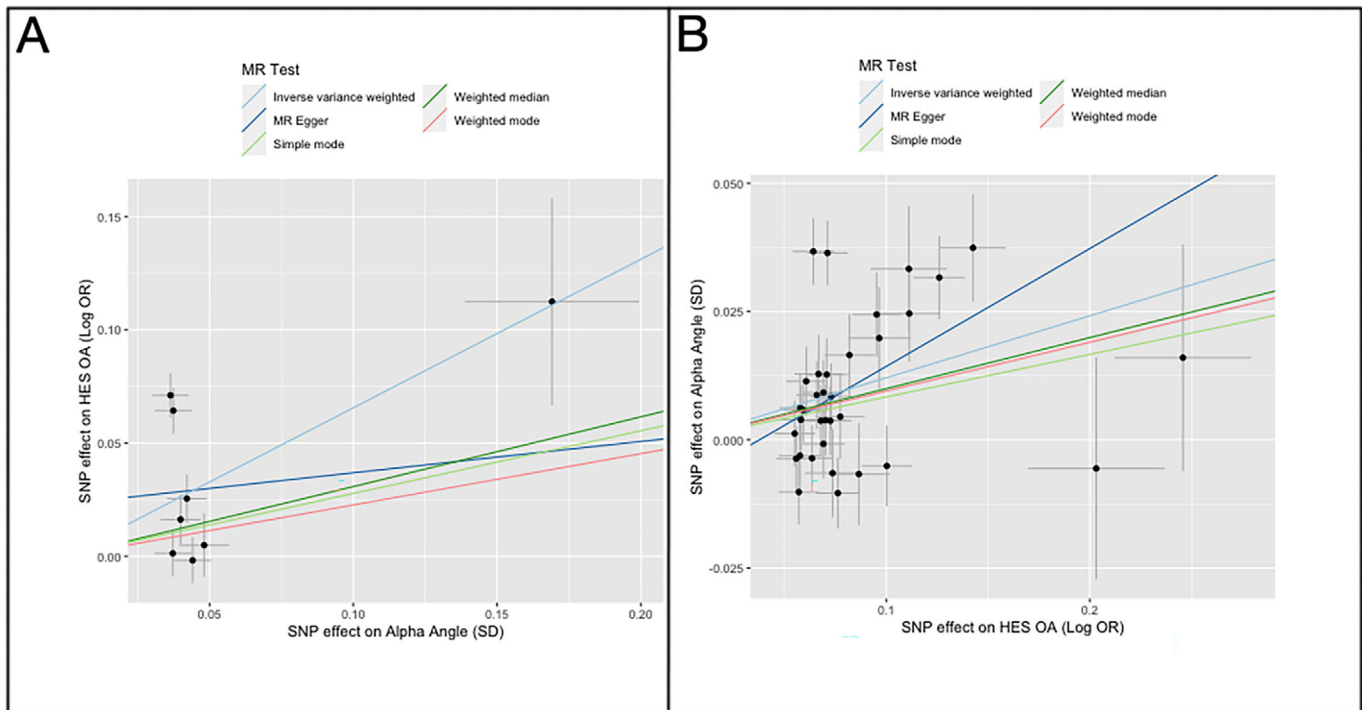 A
MR Test
Inverse variance weighted
Weighted median
MR Egger
Weighted mode
Simple mode
SNP effect on HES OA (Log OR)
0.15
0.10
0.05
0.00
0.05
0.10
0.15
0.20
SNP effect on Alpha Angle (SD)
B
MR Test
Inverse variance weighted
Weighted median
MR Egger
Weighted mode
Simple mode
SNP effect on Alpha Angle (SD)
0.050
0.025
0.000
-0.025
0.1
0.2
SNP effect on HES OA (Log OR)